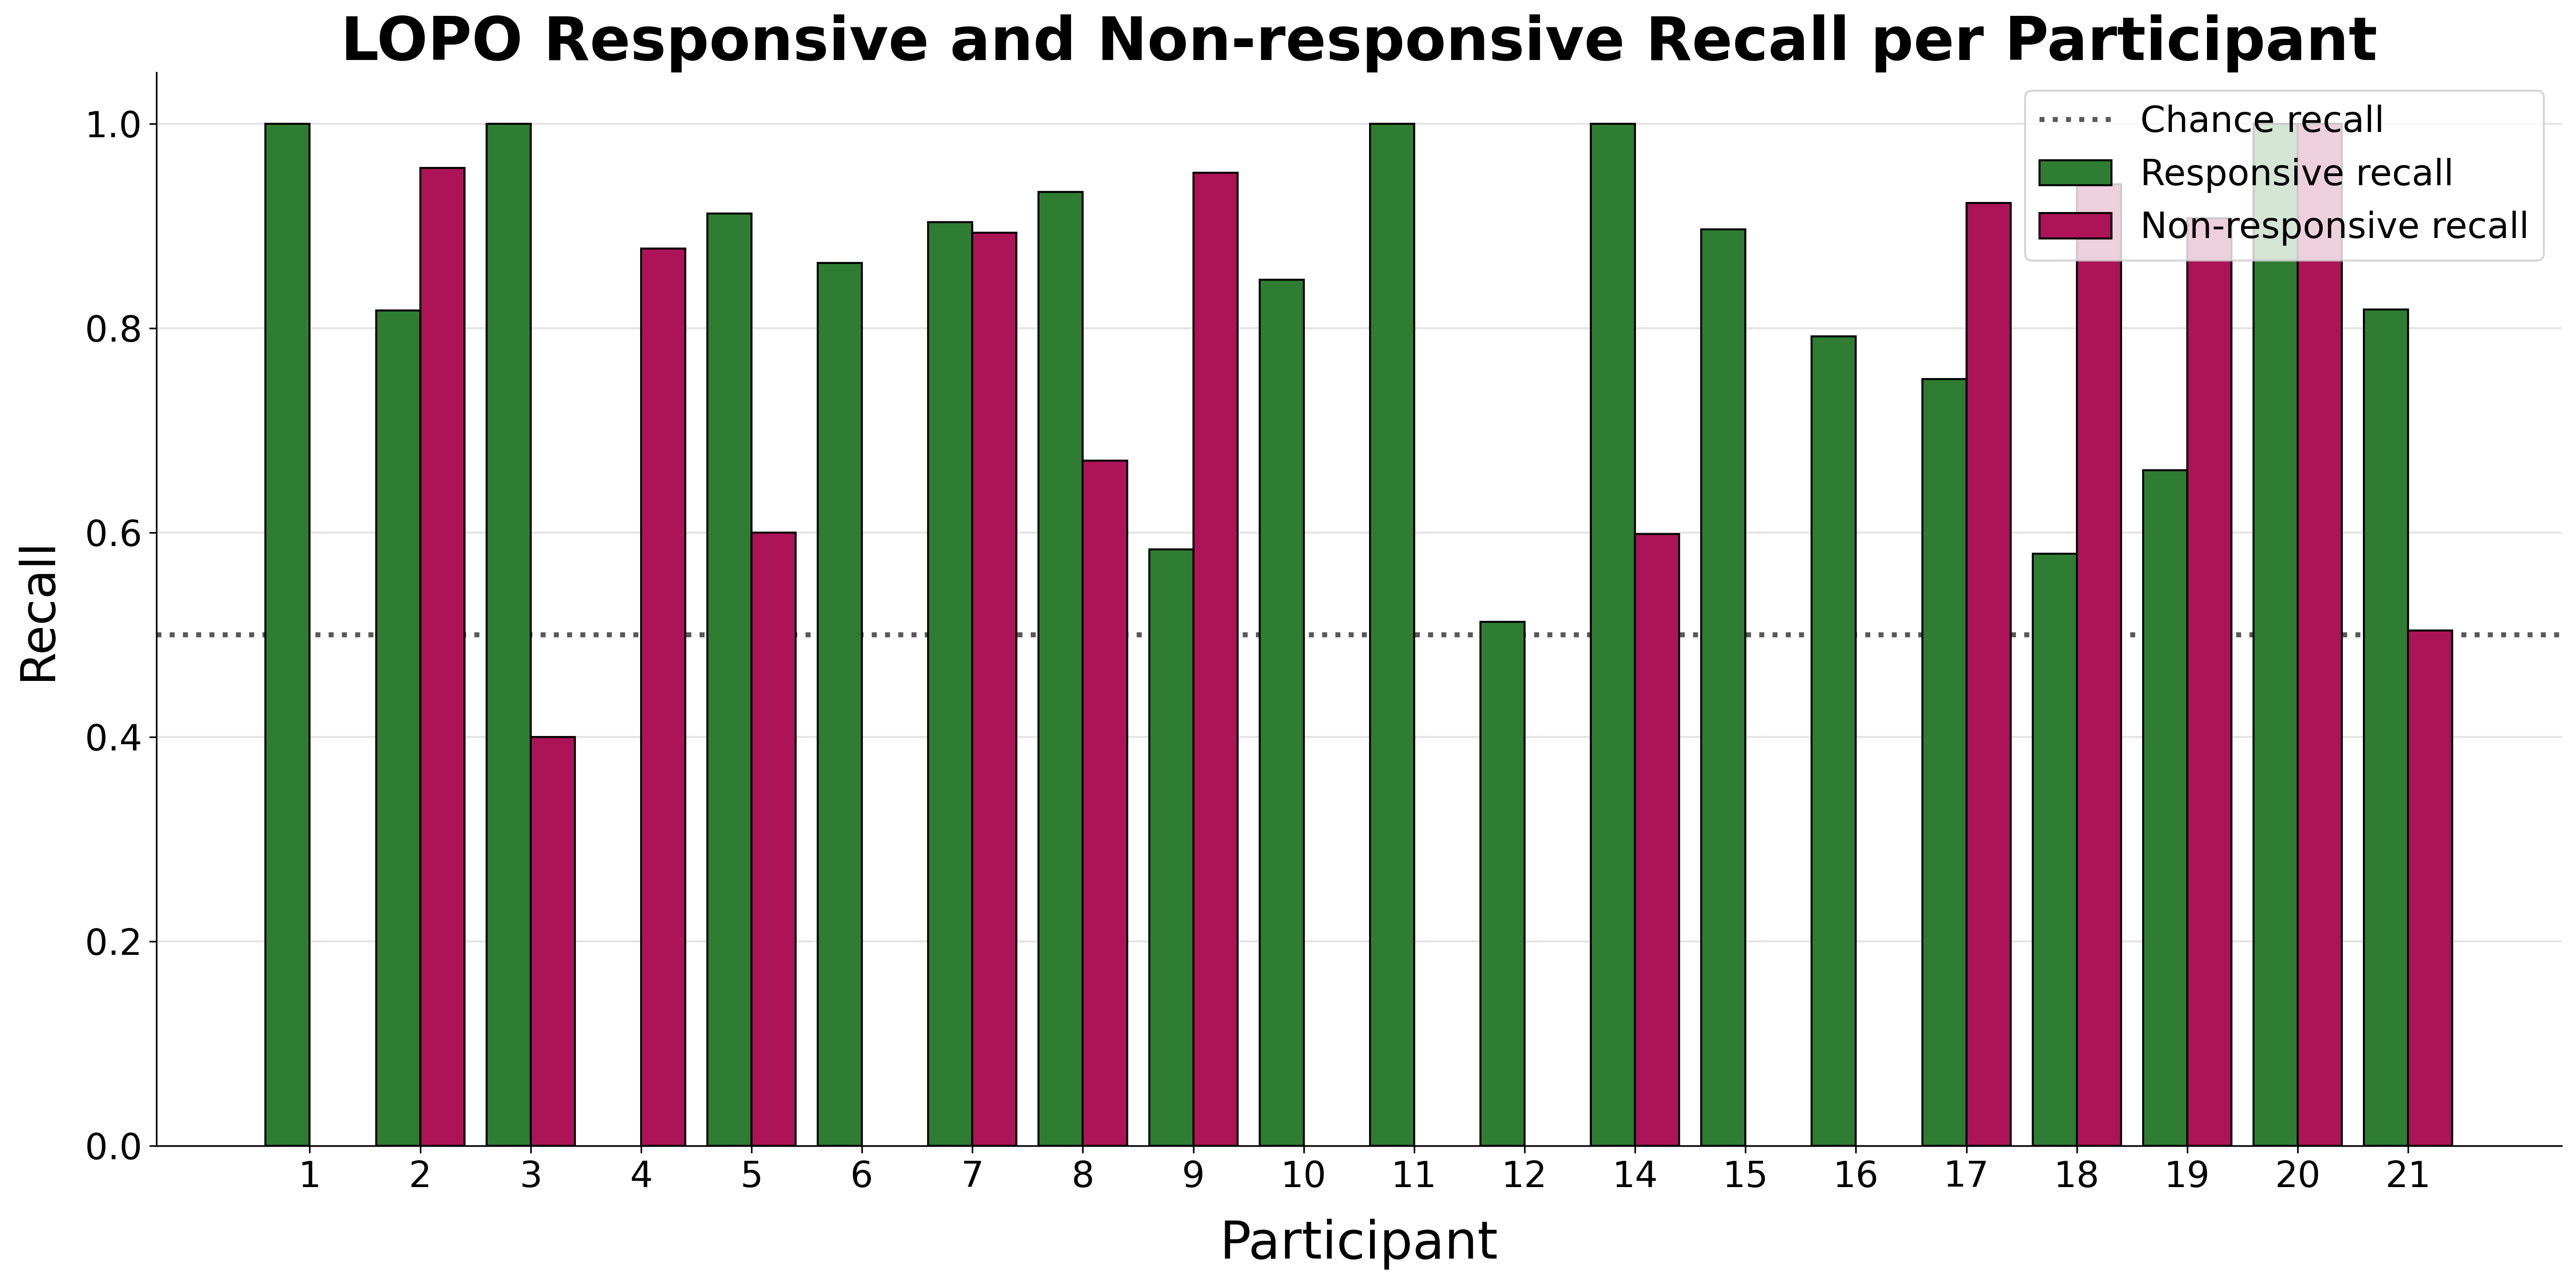 LOPO Responsive and Non-responsive Recall per Participant
Chance recall
Responsive recall
Non-responsive recall
1.0
0.8
0.6
0.4
0.2
0.0
Recall
1 2 3 4 5 6 7 8 9 10 11 12 14 15 16 17 18 19 20 21
Participant